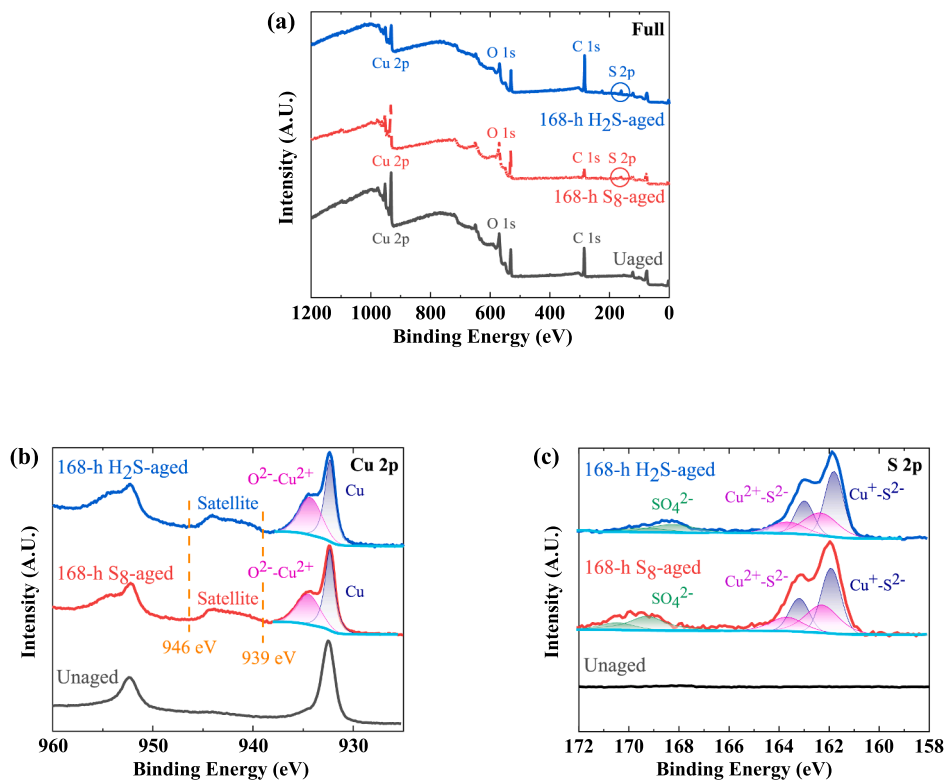 (a)
Full
Intensity (A.U.)
Cu 2p
O 1s
C 1s
S 2p
168-h H2S-aged
Cu 2p
O 1s
C 1s
S 2p
168-h S8-aged
Cu 2p
O 1s
C 1s
Uaged
1200 1000 800 600 400 200 0
Binding Energy (eV)
(b)
Cu 2p
Intensity (A.U.)
168-h H2S-aged
O2--Cu2+
Satellite
Cu
168-h S8-aged
O2--Cu2+
Satellite
Cu
946 eV
939 eV
Unaged
960 950 940 930
Binding Energy (eV)
(c)
S 2p
Intensity (A.U.)
168-h H2S-aged
SO42-
Cu2+-S2-
Cu+-S2-
168-h S8-aged
SO42-
Cu2+-S2-
Cu+-S2-
Unaged
172 170 168 166 164 162 160 158
Binding Energy (eV)